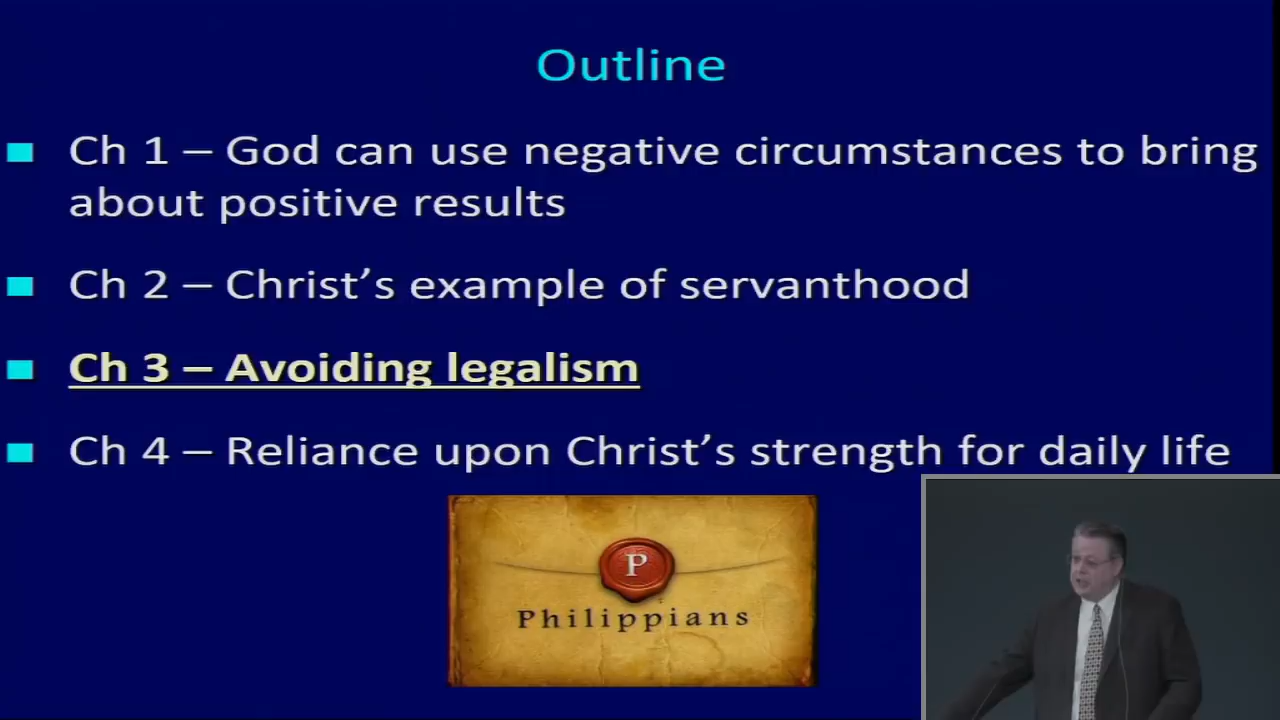 Outline
Ch 1 – God can use negative circumstances to bring
about positive results
Ch 2 – Christ’s example of servanthood
Ch 3 – Avoiding legalism
Ch 4 – Reliance upon Christ’s strength for daily life
P
Philippians